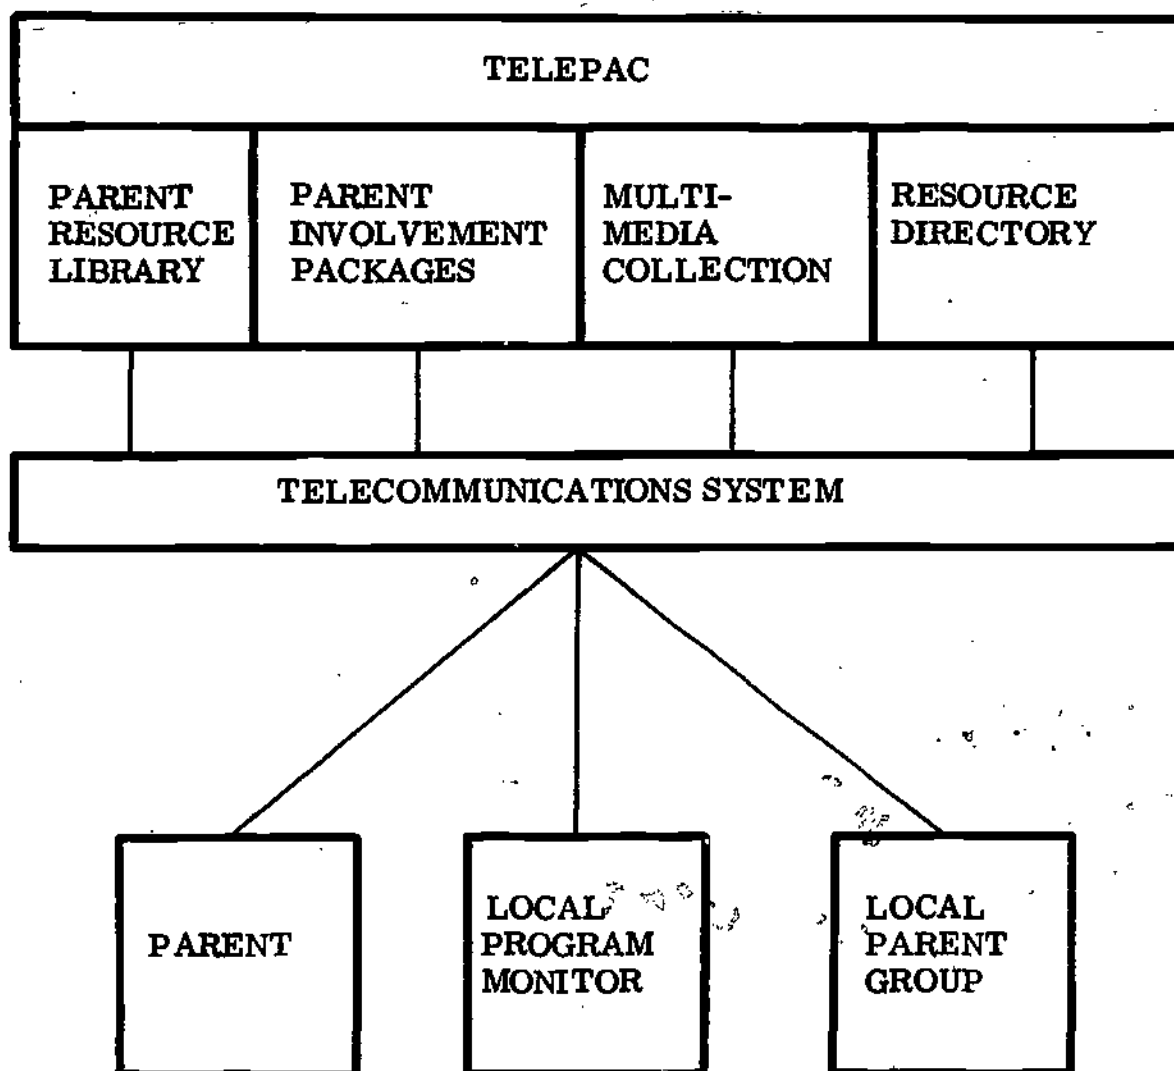 TELEPAC
PARENT
RESOURCE
LIBRARY
PARENT
INVOLVEMENT
PACKAGES
MULTI-
MEDIA
COLLECTION
RESOURCE
DIRECTORY
TELECOMMUNICATIONS SYSTEM
PARENT
LOCAL
PROGRAM
MONITOR
LOCAL
PARENT
GROUP